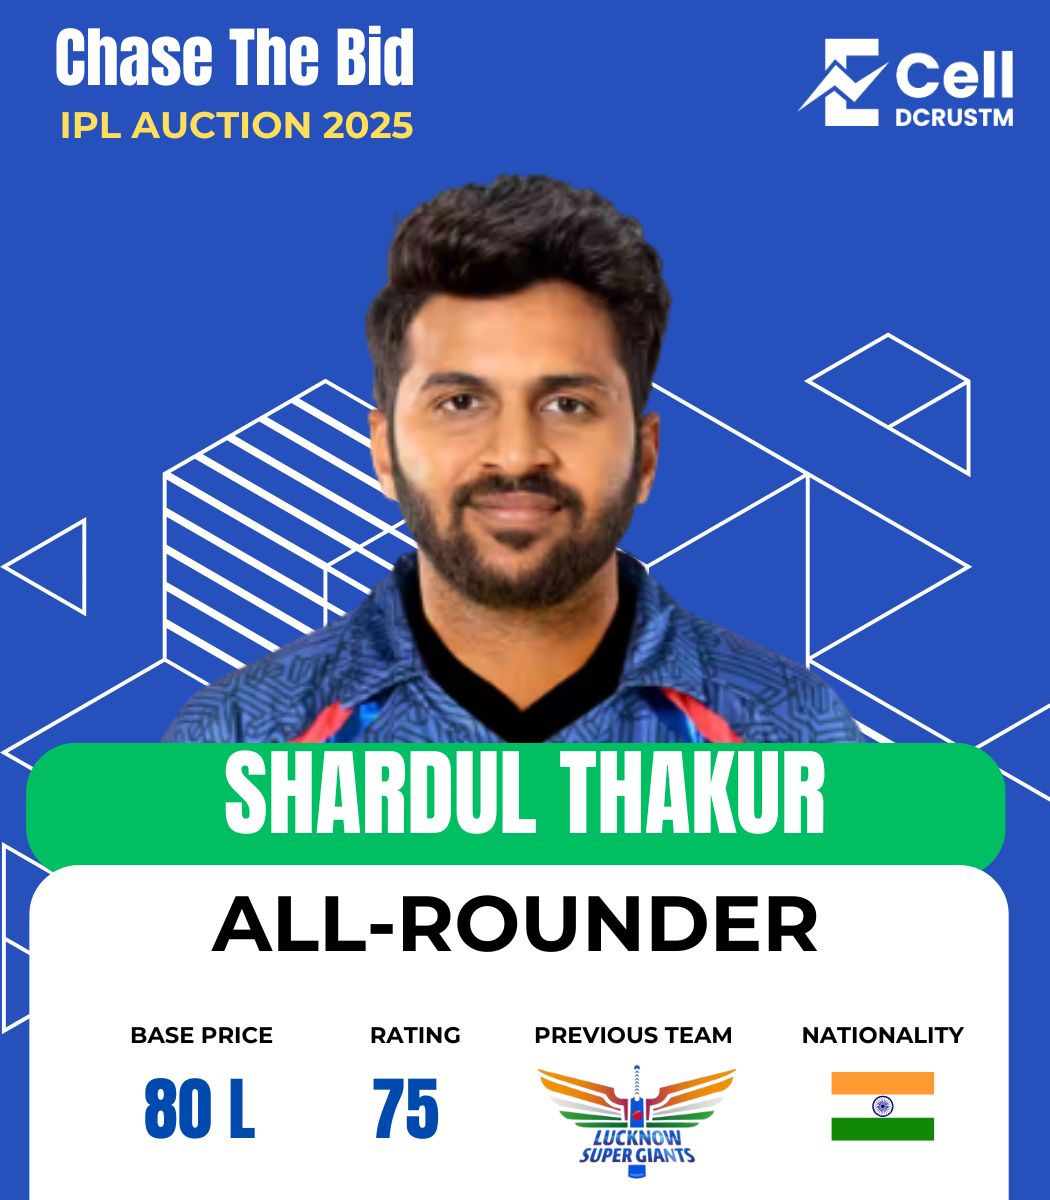 Chase The Bid
IPL AUCTION 2025
Cell
DCRUSTM
SHARDUL THAKUR
ALL-ROUNDER
BASE PRICE
RATING
PREVIOUS TEAM
NATIONALITY
80 L
75
LUCKNOW
SUPER GIANTS